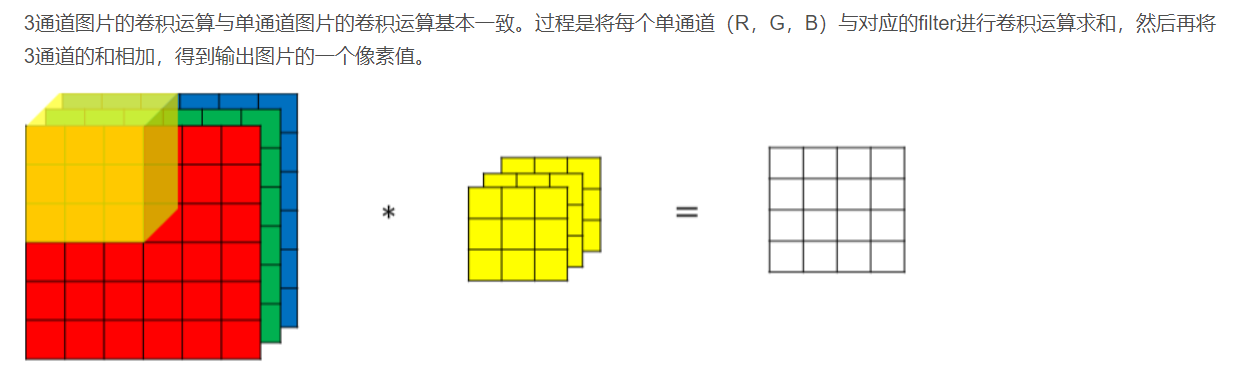 3通道图片的卷积运算与单通道图片的卷积运算基本一致。过程是将每个单通道（R，G，B）与对应的filter进行卷积运算求和，然后再将
3通道的和相加，得到输出图片的一个像素值。
* =